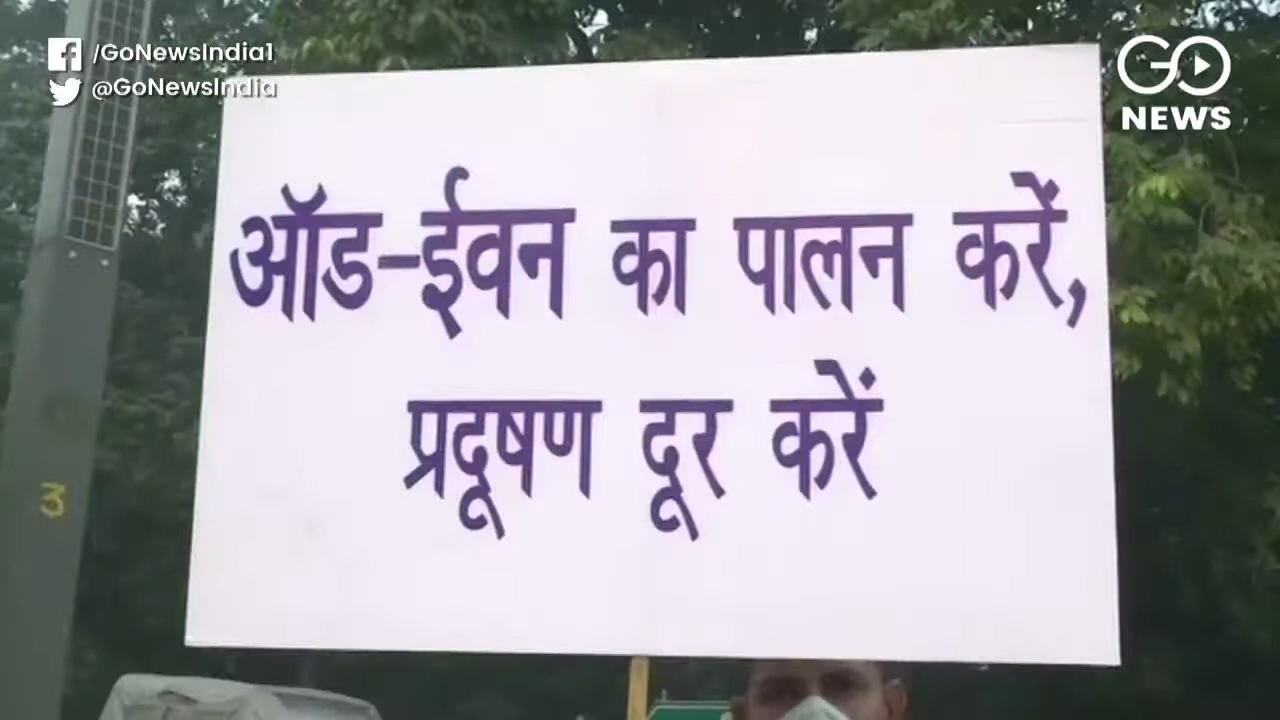 /GoNewsIndia1
@GoNewsIndia
GO
NEWS
ऑड-ईवन का पालन करें,
प्रदूषण दूर करें
3